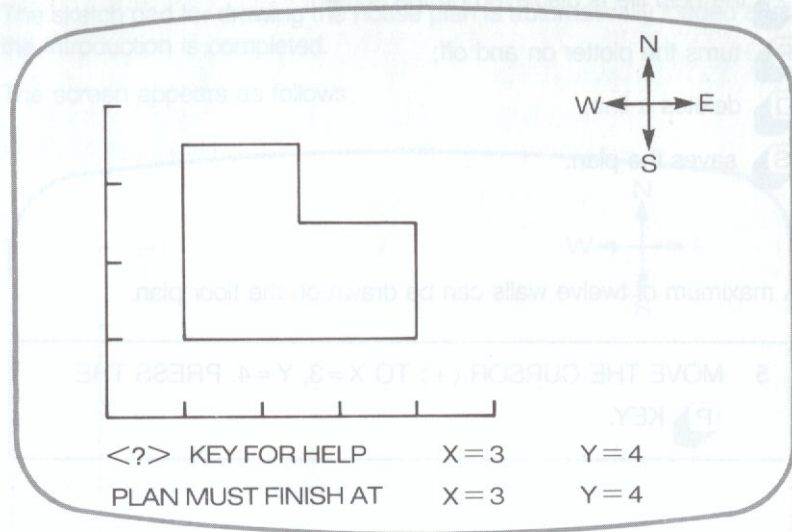 N
W E
S
<?> KEY FOR HELP X = 3 Y = 4
PLAN MUST FINISH AT X = 3 Y = 4